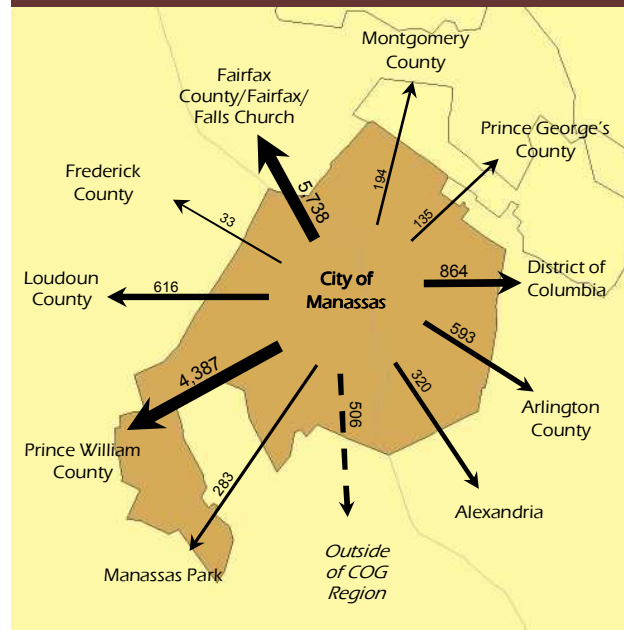 Montgomery
County
Fairfax
County/Fairfax/
Falls Church
Prince George's
County
194
135
5,738
Frederick
County
33
City of
Manassas
864
District of
Columbia
Loudoun
County
616
593
4,387
320
506
Arlington
County
Prince William
County
283
Alexandria
Manassas Park
Outside
of COG
Region